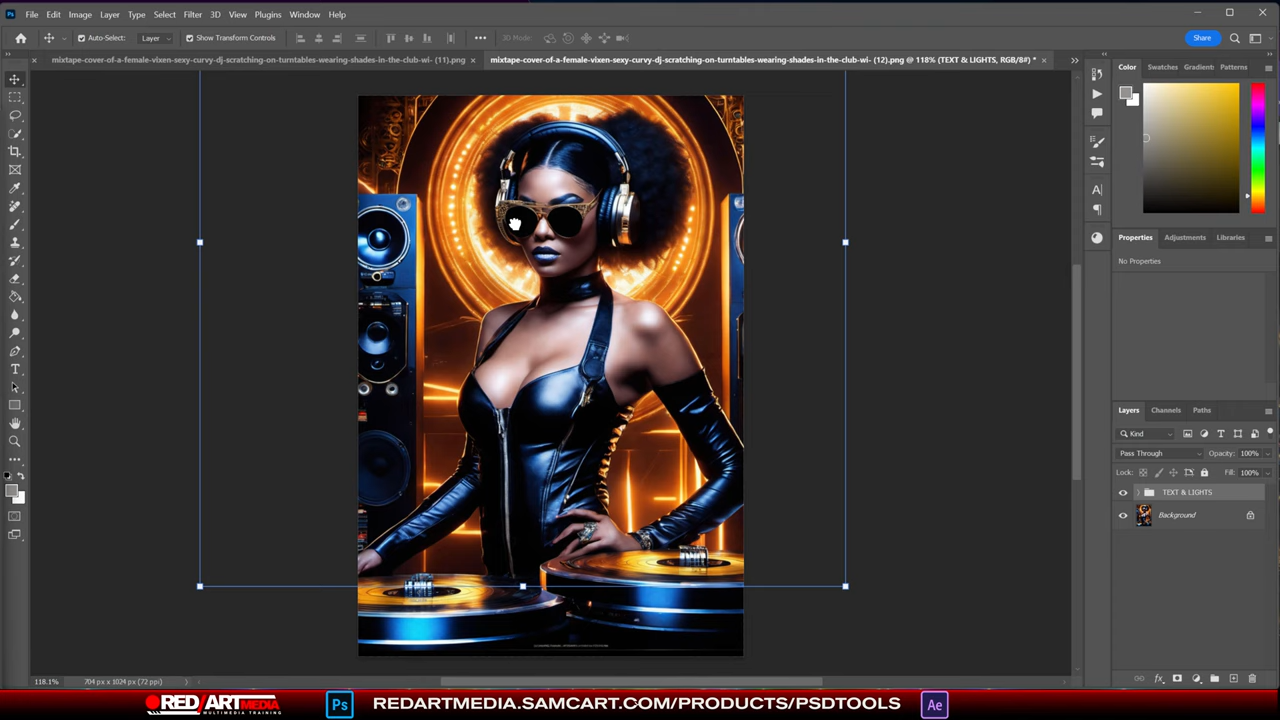 File Edit Image Layer Type Select Filter 3D View Plugins Window Help
Auto-Select: Layer Show Transform Controls 3D Mode: Share
mixtape-cover-of-a-female-vixen-sexy-curvy-dj-scratching-on-turntables-wearing-shades-in-the-club-wi- (11).png
mixtape-cover-of-a-female-vixen-sexy-curvy-dj-scratching-on-turntables-wearing-shades-in-the-club-wi- (12).png @ 118% (TEXT & LIGHTS, RGB/8#) *
Color Swatches Gradient: Patterns
Properties Adjustments Libraries
No Properties
Layers Channels Paths
Kind
Pass Through Opacity: 100%
Lock: Fill: 100%
TEXT & LIGHTS
Background
118.1% 704 px x 1024 px (72 ppi)
RED/ART MEDIA
MULTIMEDIA TRAINING
Ps
REDARTMEDIA.SAMCART.COM/PRODUCTS/PSDTOOLS
Ae